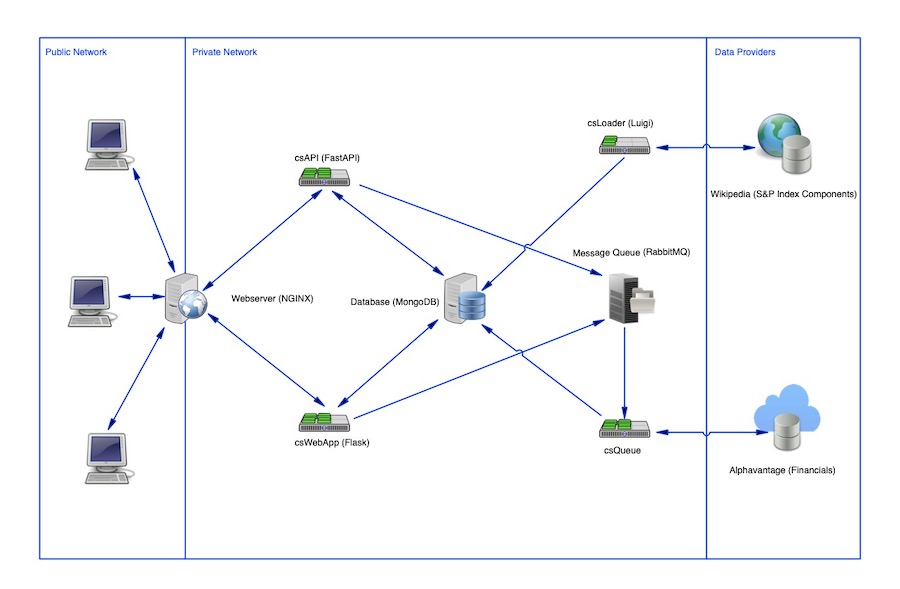 Public Network
Private Network
Data Providers
csLoader (Luigi)
csAPI (FastAPI)
Wikipedia (S&P Index Components)
Message Queue (RabbitMQ)
Webserver (NGINX)
Database (MongoDB)
csWebApp (Flask)
csQueue
Alphavantage (Financials)